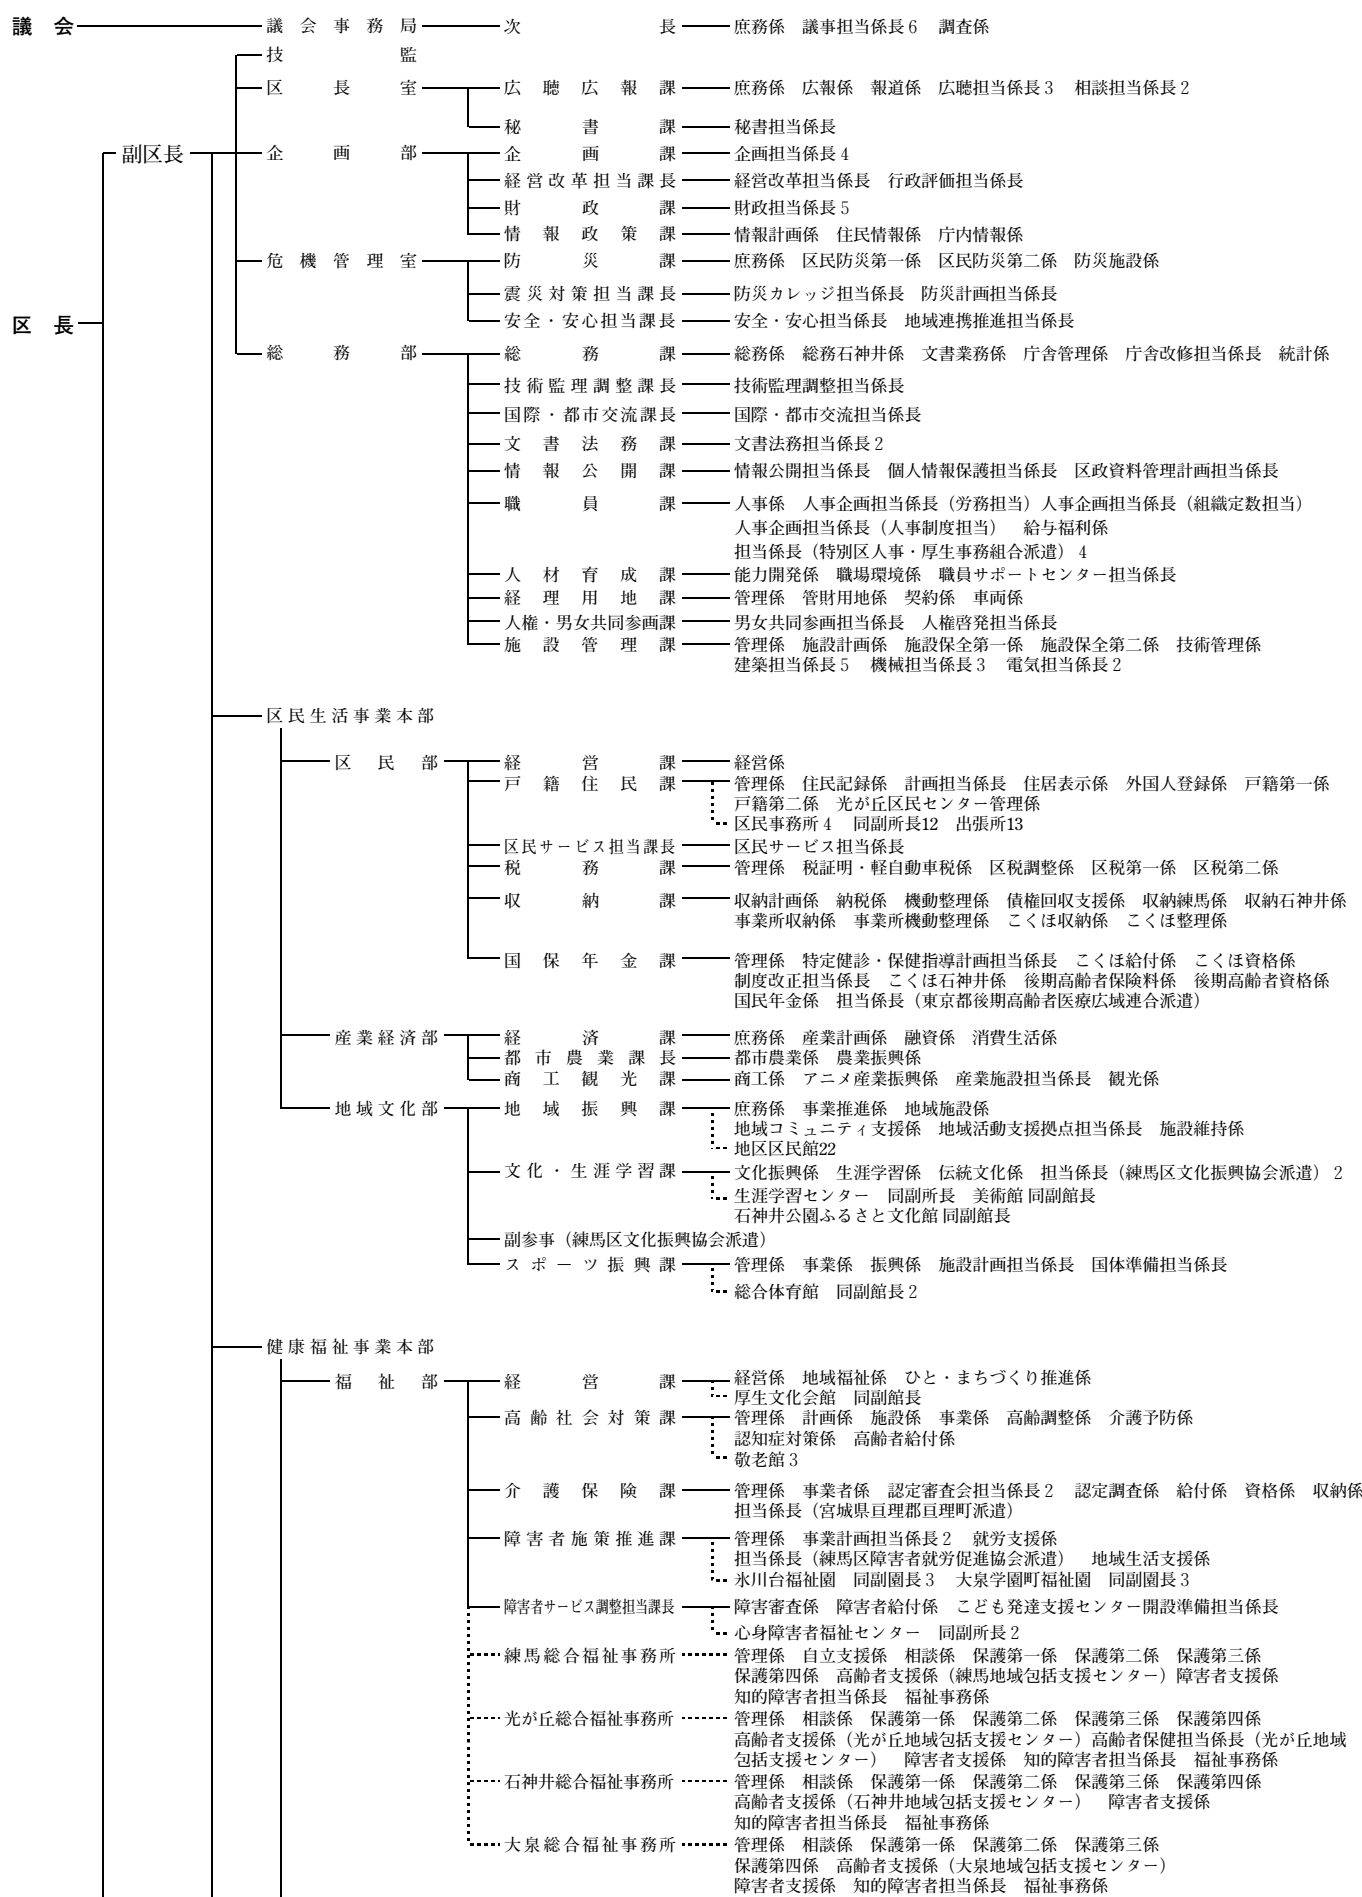 議会 議会事務局 次長 庶務係 議事担当係長6 調査係
技監
区長室 広聴広報課 庶務係 広報係 報道係 広聴担当係長3 相談担当係長2
秘書課 秘書担当係長
副区長 企画部 企画課 企画担当係長4
経営改革担当課長 経営改革担当係長 行政評価担当係長
財政課 財政担当係長5
情報政策課 情報計画係 住民情報係 庁内情報係
危機管理室 防災課 庶務係 区民防災第一係 区民防災第二係 防災施設係
震災対策担当課長 防災カレッジ担当係長 防災計画担当係長
区長 安全・安心担当課長 安全・安心担当係長 地域連携推進担当係長
総務部 総務課 総務係 総務石神井係 文書業務係 庁舎管理係 庁舎改修担当係長 統計係
技術監理調整課長 技術監理調整担当係長
国際・都市交流課長 国際・都市交流担当係長
文書法務課 文書法務担当係長2
情報公開課 情報公開担当係長 個人情報保護担当係長 区政資料管理計画担当係長
職員課 人事係 人事企画担当係長（労務担当）人事企画担当係長（組織定数担当）
人事企画担当係長（人事制度担当） 給与福利係
担当係長（特別区人事・厚生事務組合派遣）4
人材育成課 能力開発係 職場環境係 職員サポートセンター担当係長
経理用地課 管理係 管財用地係 契約係 車両係
人権・男女共同参画課 男女共同参画担当係長 人権啓発担当係長
施設管理課 管理係 施設計画係 施設保全第一係 施設保全第二係 技術管理係
建築担当係長5 機械担当係長3 電気担当係長2
区民生活事業本部
区民部 経営課 経営係
戸籍住民課 管理係 住民記録係 計画担当係長 住居表示係 外国人登録係 戸籍第一係
戸籍第二係 光が丘区民センター管理係
区民事務所4 同副所長12 出張所13
区民サービス担当課長 区民サービス担当係長
税務課 管理係 税証明・軽自動車税係 区税調整係 区税第一係 区税第二係
収納課 収納計画係 納税係 機動整理係 債権回収支援係 収納練馬係 収納石神井係
事業所収納係 事業所機動整理係 こくほ収納係 こくほ整理係
国保年金課 管理係 特定健診・保健指導計画担当係長 こくほ給付係 こくほ資格係
制度改正担当係長 こくほ石神井係 後期高齢者保険料係 後期高齢者資格係
国民年金係 担当係長（東京都後期高齢者医療広域連合派遣）
産業経済部 経済課 庶務係 産業計画係 融資係 消費生活係
都市農業課長 都市農業係 農業振興係
商工観光課 商工係 アニメ産業振興係 産業施設担当係長 観光係
地域文化部 地域振興課 庶務係 事業推進係 地域施設係
地域コミュニティ支援係 地域活動支援拠点担当係長 施設維持係
地区区民館22
文化・生涯学習課 文化振興係 生涯学習係 伝統文化係 担当係長（練馬区文化振興協会派遣）2
生涯学習センター 同副所長 美術館 同副館長
石神井公園ふるさと文化館 同副館長
副参事（練馬区文化振興協会派遣）
スポーツ振興課 管理係 事業係 振興係 施設計画担当係長 国体準備担当係長
総合体育館 同副館長2
健康福祉事業本部
福祉部 経営課 経営係 地域福祉係 ひと・まちづくり推進係
厚生文化会館 同副館長
高齢社会対策課 管理係 計画係 施設係 事業係 高齢調整係 介護予防係
認知症対策係 高齢者給付係
敬老館3
介護保険課 管理係 事業者係 認定審査会担当係長2 認定調査係 給付係 資格係 収納係
担当係長（宮城県亘理郡亘理町派遣）
障害者施策推進課 管理係 事業計画担当係長2 就労支援係
担当係長（練馬区障害者就労促進協会派遣） 地域生活支援係
氷川台福祉園 同副園長3 大泉学園町福祉園 同副園長3
障害者サービス調整担当課長 障害審査係 障害者給付係 こども発達支援センター開設準備担当係長
心身障害者福祉センター 同副所長2
練馬総合福祉事務所 管理係 自立支援係 相談係 保護第一係 保護第二係 保護第三係
保護第四係 高齢者支援係（練馬地域包括支援センター）障害者支援係
知的障害者担当係長 福祉事務係
光が丘総合福祉事務所 管理係 相談係 保護第一係 保護第二係 保護第三係 保護第四係
高齢者支援係（光が丘地域包括支援センター）高齢者保健担当係長（光が丘地域
包括支援センター） 障害者支援係 知的障害者担当係長 福祉事務係
石神井総合福祉事務所 管理係 相談係 保護第一係 保護第二係 保護第三係 保護第四係
高齢者支援係（石神井地域包括支援センター） 障害者支援係
知的障害者担当係長 福祉事務係
大泉総合福祉事務所 管理係 相談係 保護第一係 保護第二係 保護第三係
保護第四係 高齢者支援係（大泉地域包括支援センター）
障害者支援係 知的障害者担当係長 福祉事務係